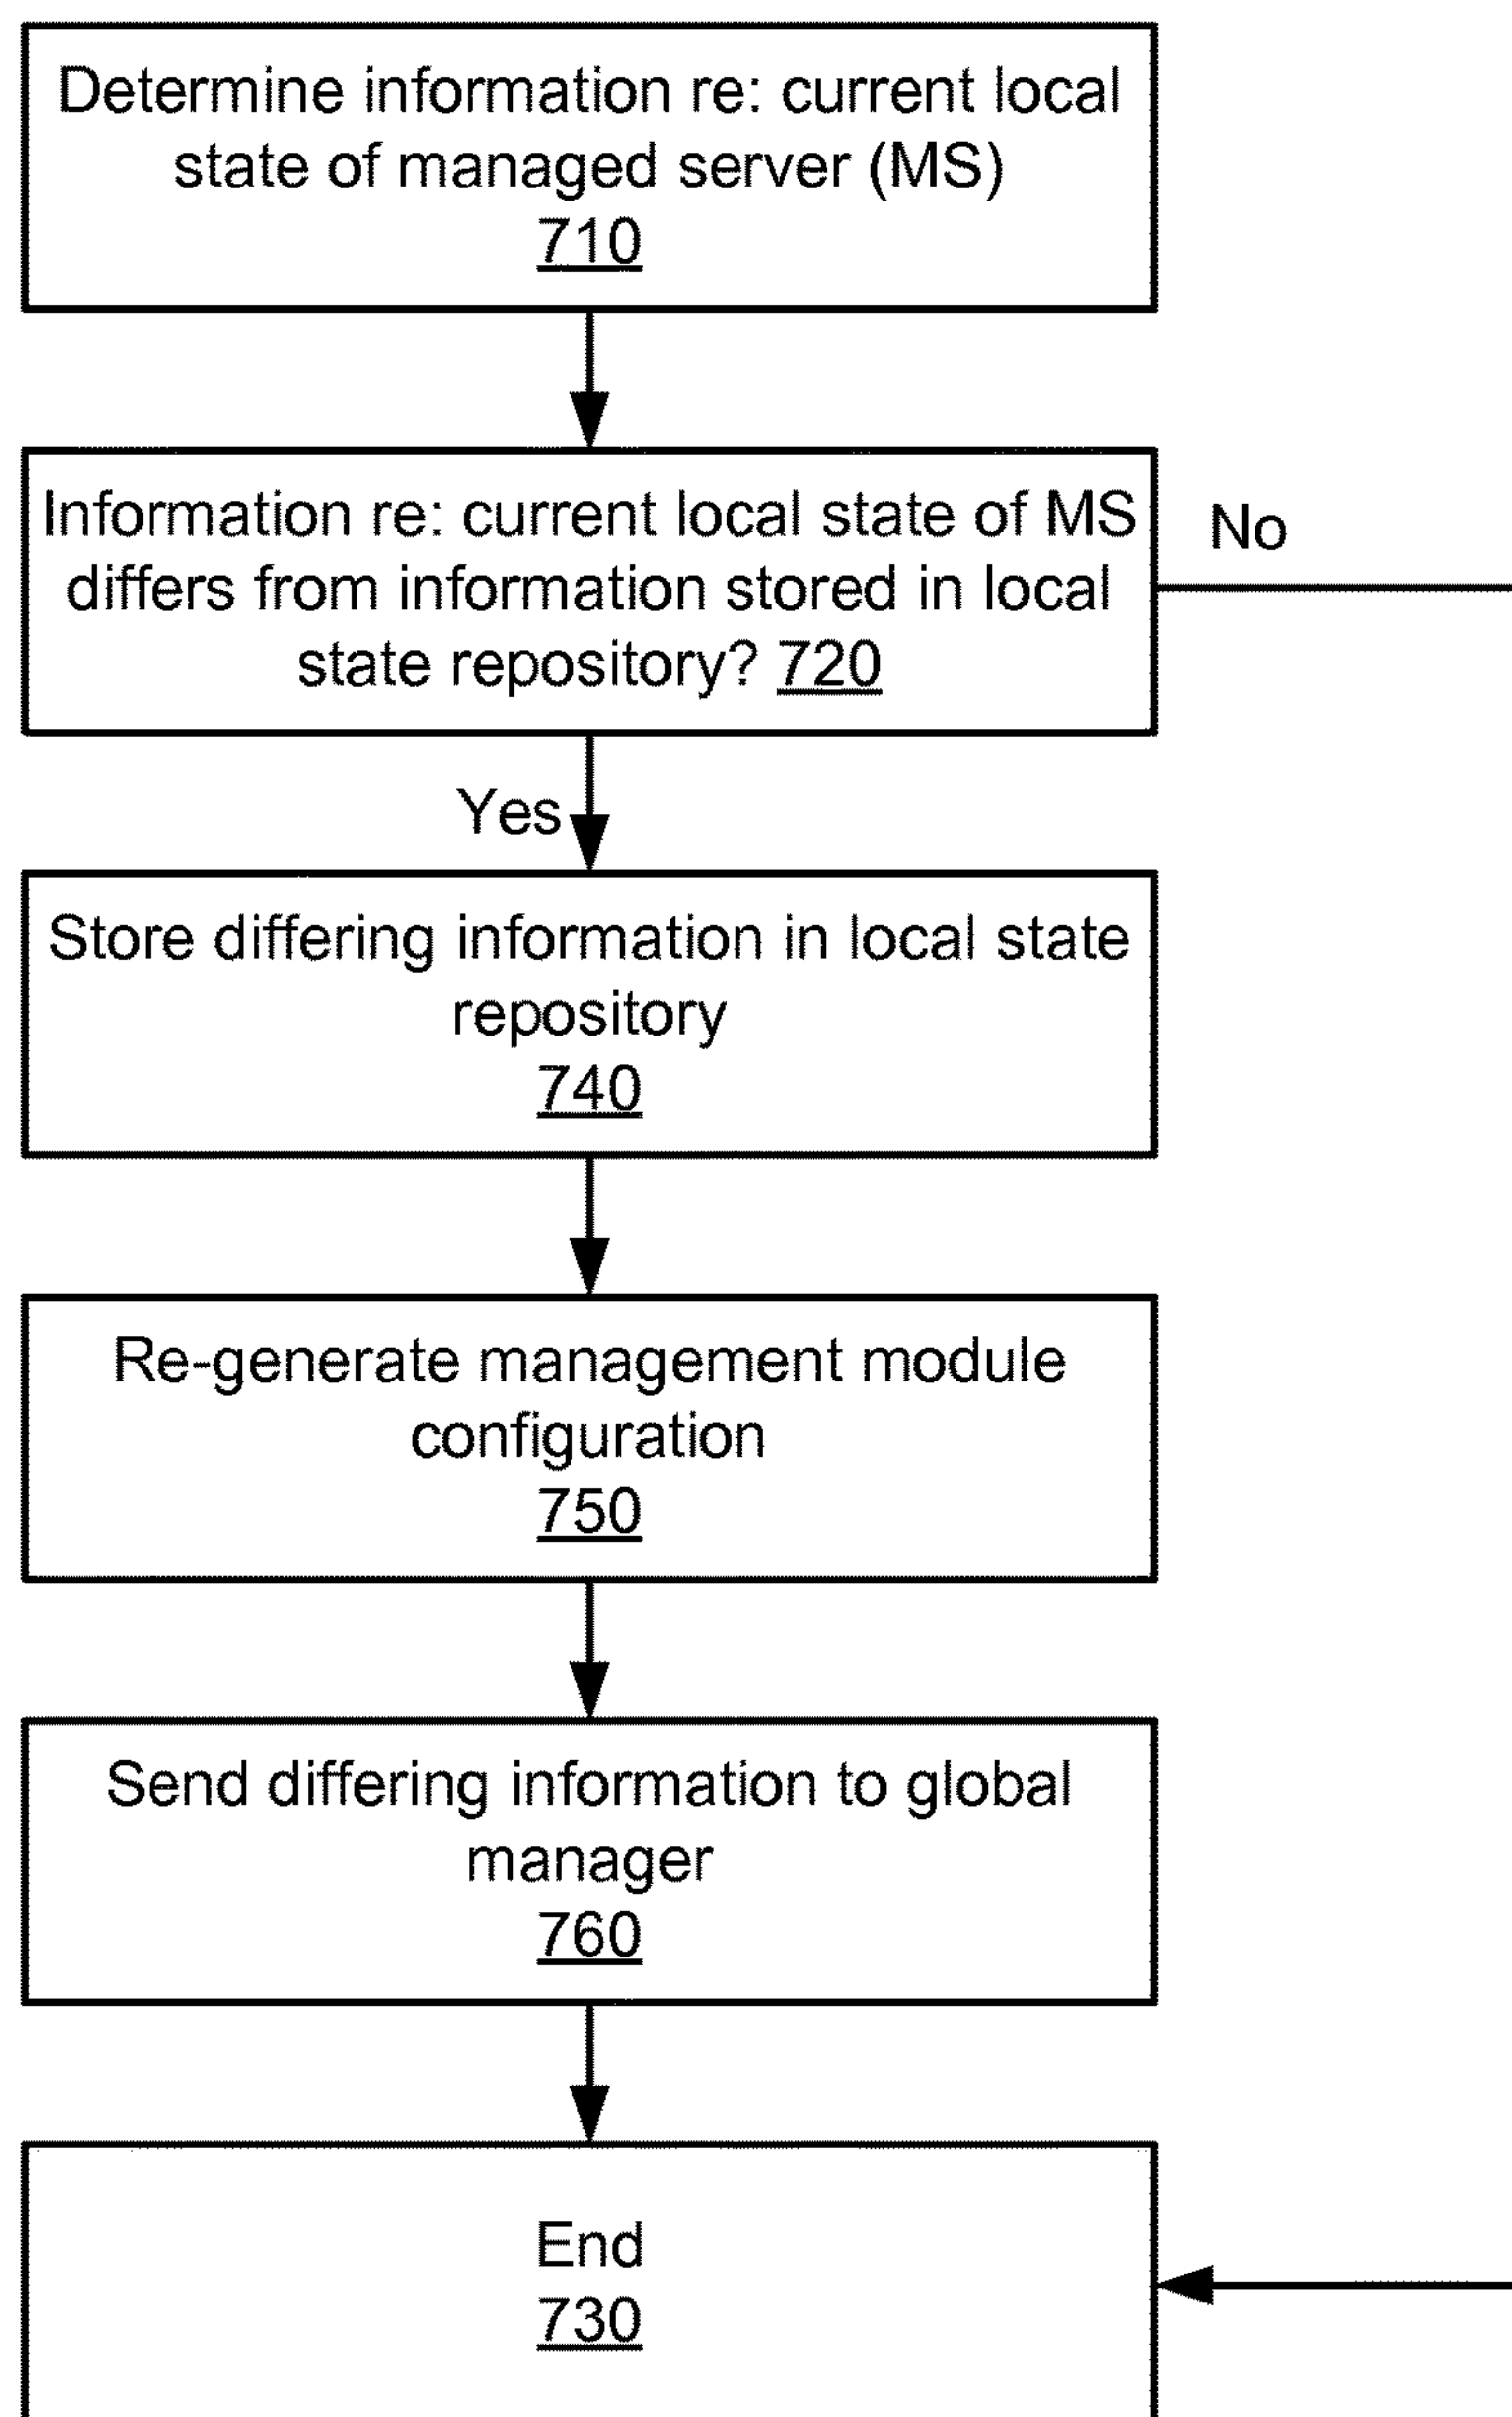 Determine information re: current local
state of managed server (MS)
710
Information re: current local state of MS
differs from information stored in local
state repository? 720
No
Yes
Store differing information in local state
repository
740
Re-generate management module
configuration
750
Send differing information to global
manager
760
End
730